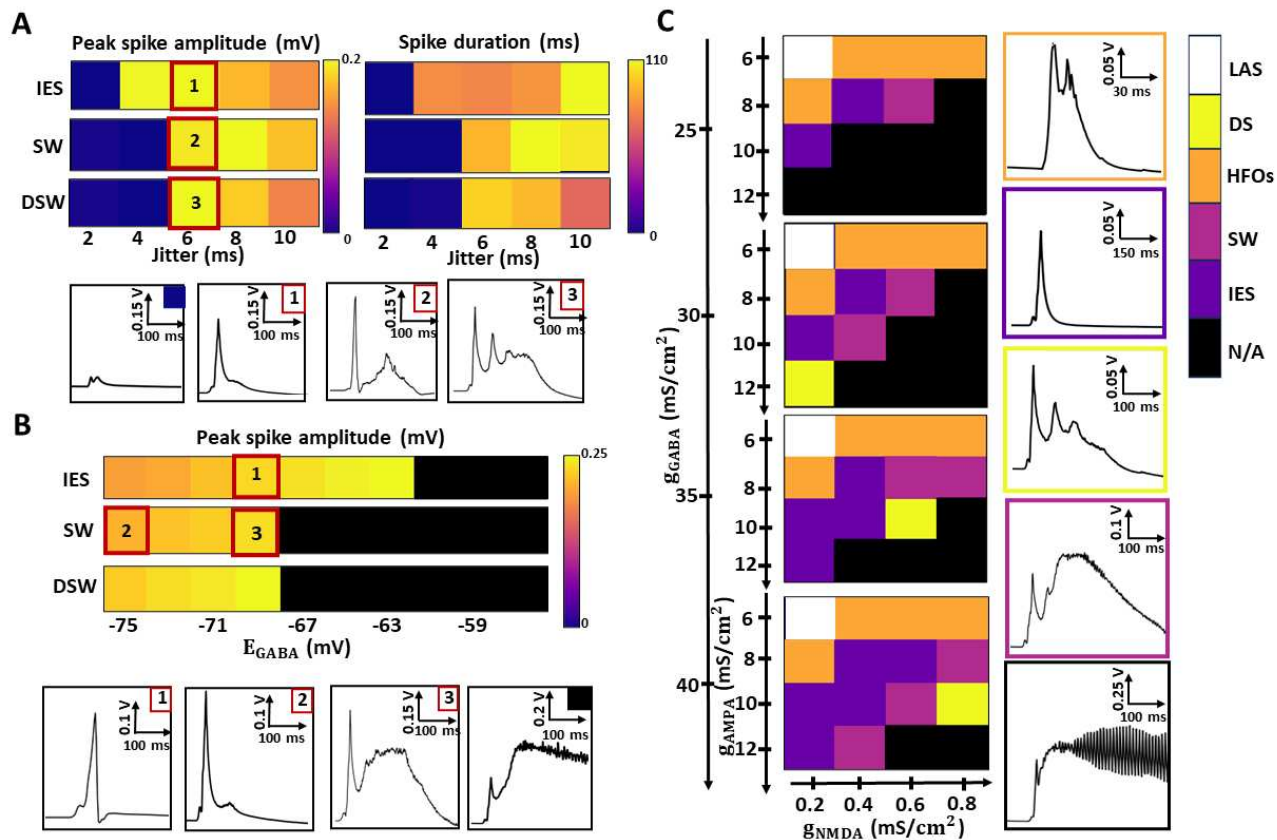 A
Peak spike amplitude (mV)
Spike duration (ms)
IES
SW
DSW
1
2
3
0.2
0
110
0
2 4 6 8 10
Jitter (ms)
2 4 6 8 10
Jitter (ms)
0.15 V
100 ms
1
0.15 V
100 ms
2
0.15 V
100 ms
3
0.15 V
100 ms
B
Peak spike amplitude (mV)
IES
SW
DSW
1
2
3
0.25
0
-75 -71 -67 -63 -59
E_GABA (mV)
1
0.1 V
100 ms
2
0.1 V
100 ms
3
0.15 V
100 ms
0.2 V
100 ms
C
g_GABA (mS/cm²)
25
30
35
40
g_AMPA (mS/cm²)
6
8
10
12
6
8
10
12
6
8
10
12
6
8
10
12
0.2 0.4 0.6 0.8
g_NMDA (mS/cm²)
0.05 V
30 ms
0.05 V
150 ms
0.05 V
100 ms
0.1 V
100 ms
0.25 V
100 ms
LAS
DS
HFOs
SW
IES
N/A